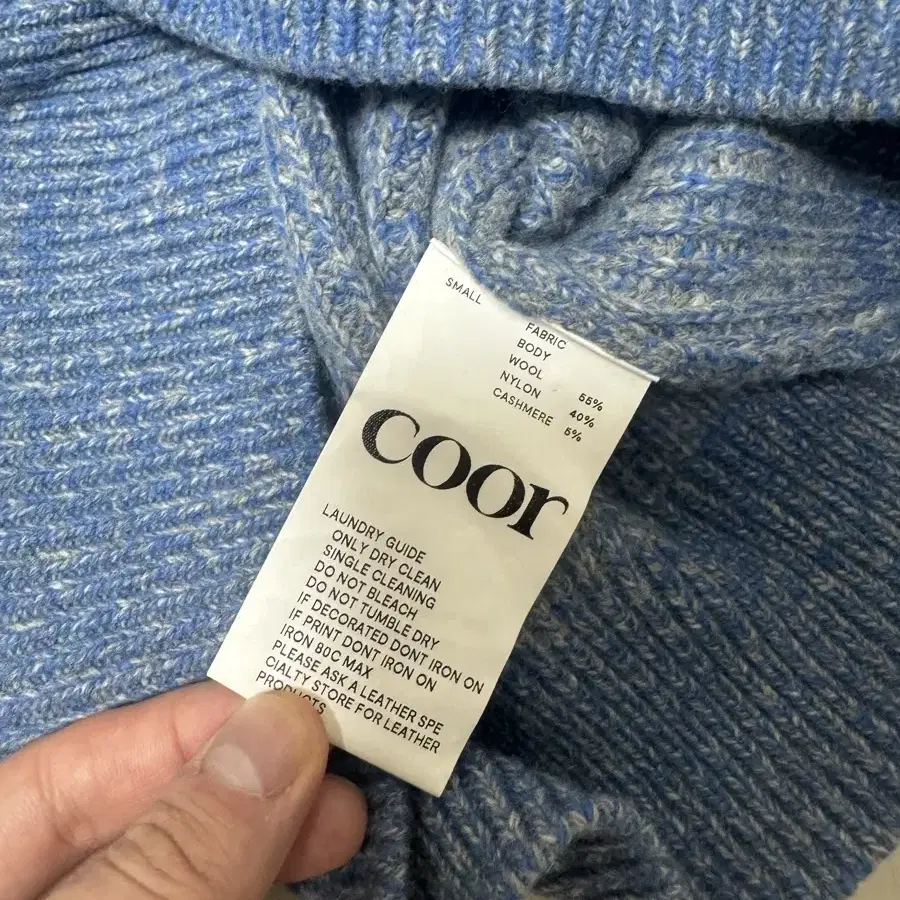 SMALL
FABRIC
BODY
WOOL 55%
NYLON 40%
CASHMERE 5%
coor
LAUNDRY GUIDE
ONLY DRY CLEAN
SINGLE CLEANING
DO NOT BLEACH
DO NOT TUMBLE DRY
IF DECORATED DONT IRON ON
IF PRINT DONT IRON ON
IRON 80C MAX
PLEASE ASK A LEATHER SPE
CIALTY STORE FOR LEATHER
PRODUCTS